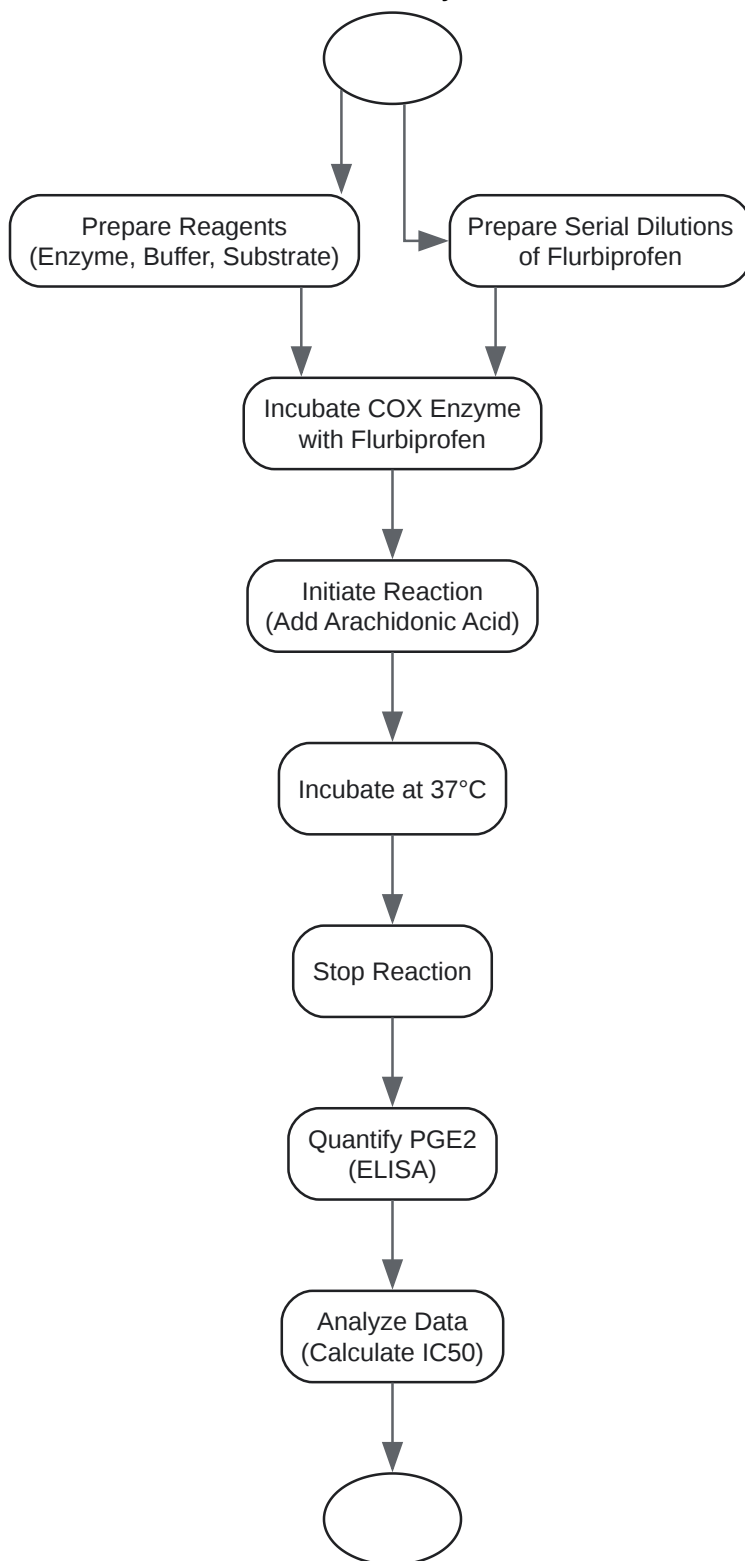 Prepare Reagents
(Enzyme, Buffer, Substrate)
Prepare Serial Dilutions
of Flurbiprofen
Incubate COX Enzyme
with Flurbiprofen
Initiate Reaction
(Add Arachidonic Acid)
Incubate at 37°C
Stop Reaction
Quantify PGE2
(ELISA)
Analyze Data
(Calculate IC50)